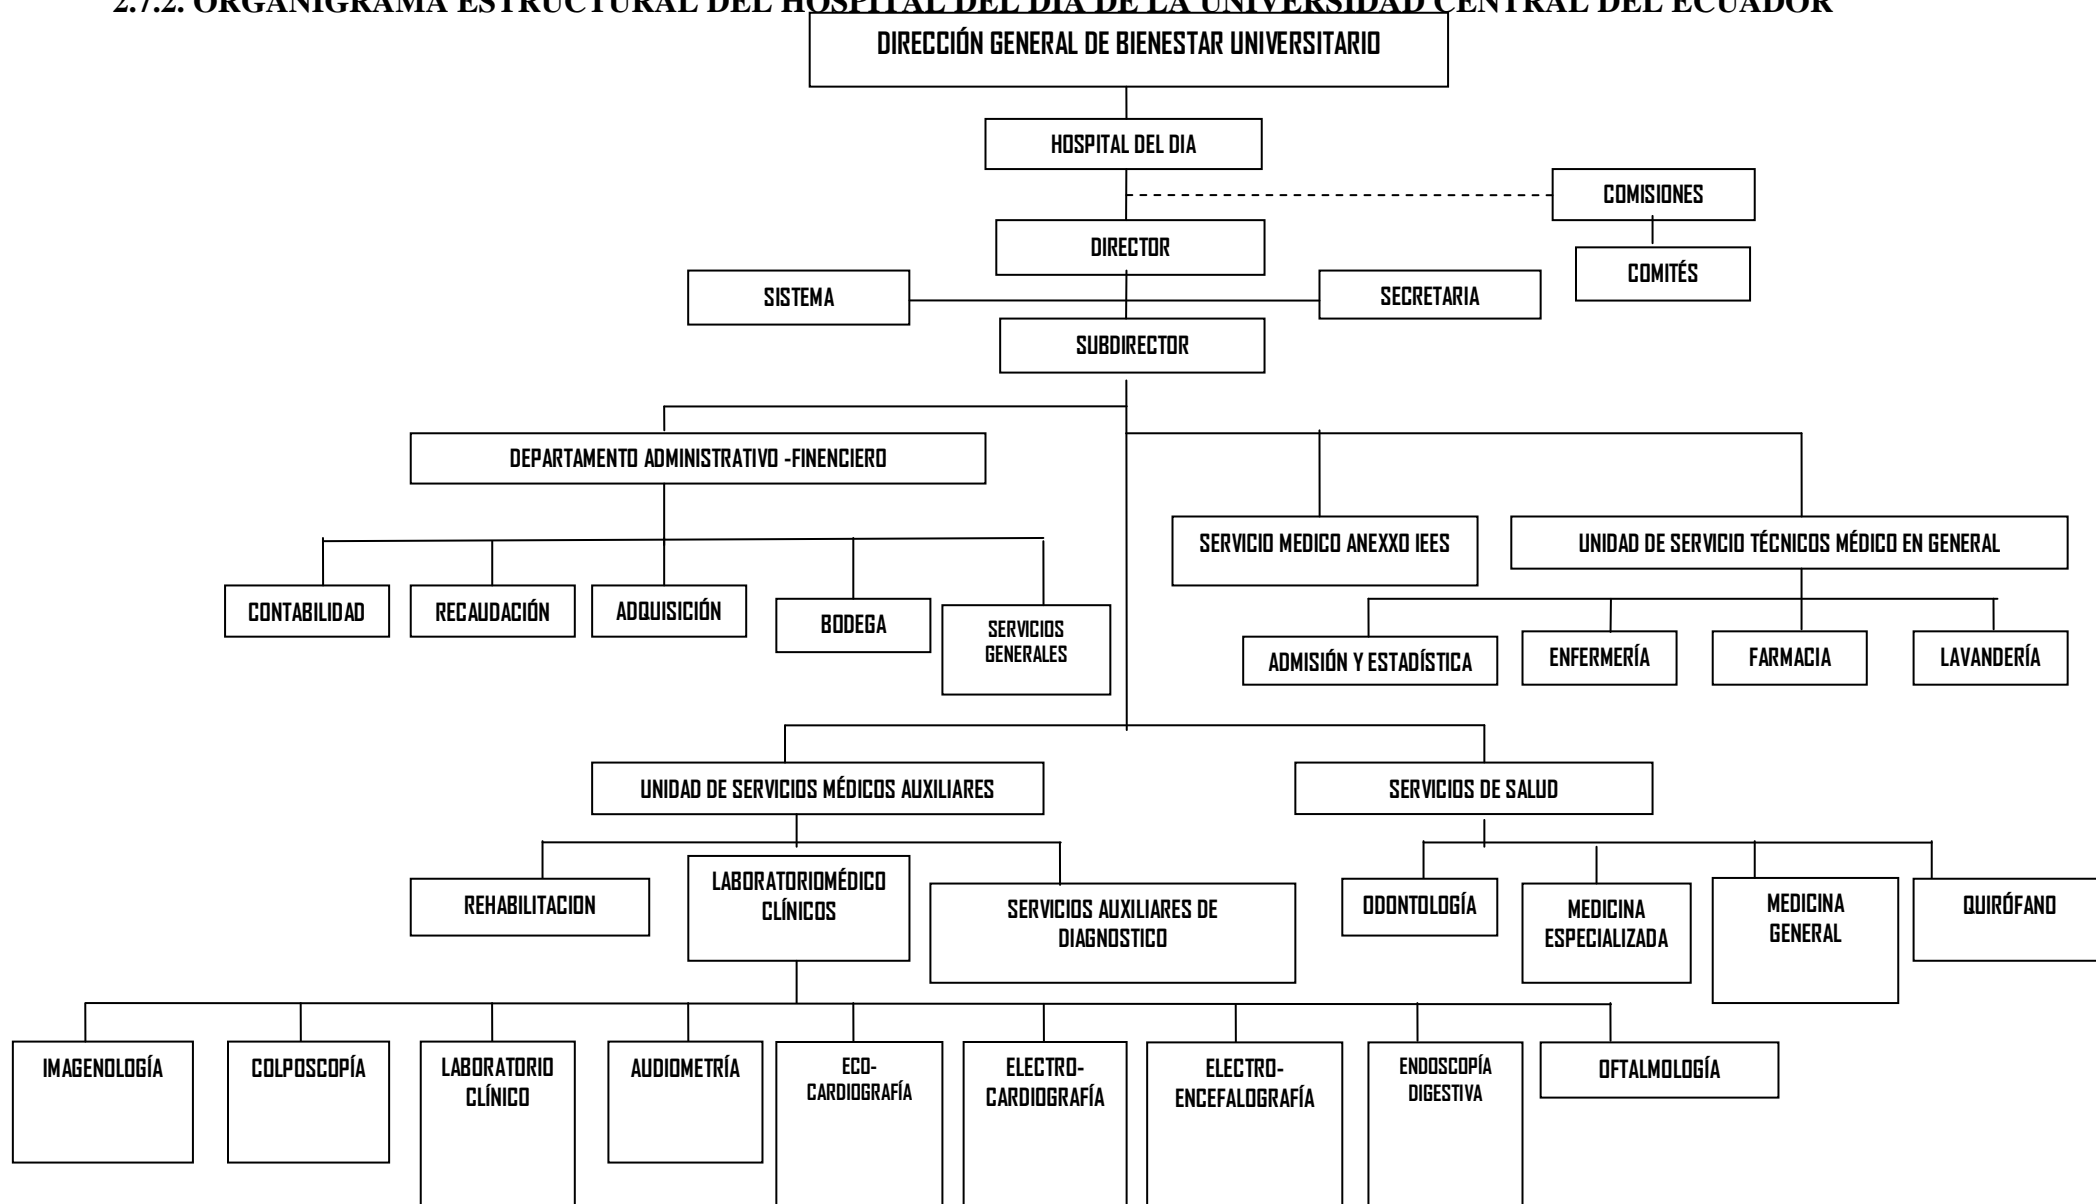 2.7.2. ORGANIGRAMA ESTRUCTURAL DEL HOSPITAL DEL DIA DE LA UNIVERSIDAD CENTRAL DEL ECUADOR
DIRECCIÓN GENERAL DE BIENESTAR UNIVERSITARIO
HOSPITAL DEL DIA
COMISIONES
DIRECTOR
COMITÉS
SISTEMA
SECRETARIA
SUBDIRECTOR
DEPARTAMENTO ADMINISTRATIVO -FINENCIERO
SERVICIO MEDICO ANEXXO IEES
UNIDAD DE SERVICIO TÉCNICOS MÉDICO EN GENERAL
CONTABILIDAD
RECAUDACIÓN
ADQUISICIÓN
BODEGA
SERVICIOS
GENERALES
ADMISIÓN Y ESTADÍSTICA
ENFERMERÍA
FARMACIA
LAVANDERÍA
UNIDAD DE SERVICIOS MÉDICOS AUXILIARES
SERVICIOS DE SALUD
REHABILITACION
LABORATORIOMÉDICO
CLÍNICOS
SERVICIOS AUXILIARES DE
DIAGNOSTICO
ODONTOLOGÍA
MEDICINA
ESPECIALIZADA
MEDICINA
GENERAL
QUIRÓFANO
IMAGENOLOGÍA
COLPOSCOPÍA
LABORATORIO
CLÍNICO
AUDIOMETRÍA
ECO-
CARDIOGRAFÍA
ELECTRO-
CARDIOGRAFÍA
ELECTRO-
ENCEFALOGRAFÍA
ENDOSCOPÍA
DIGESTIVA
OFTALMOLOGÍA